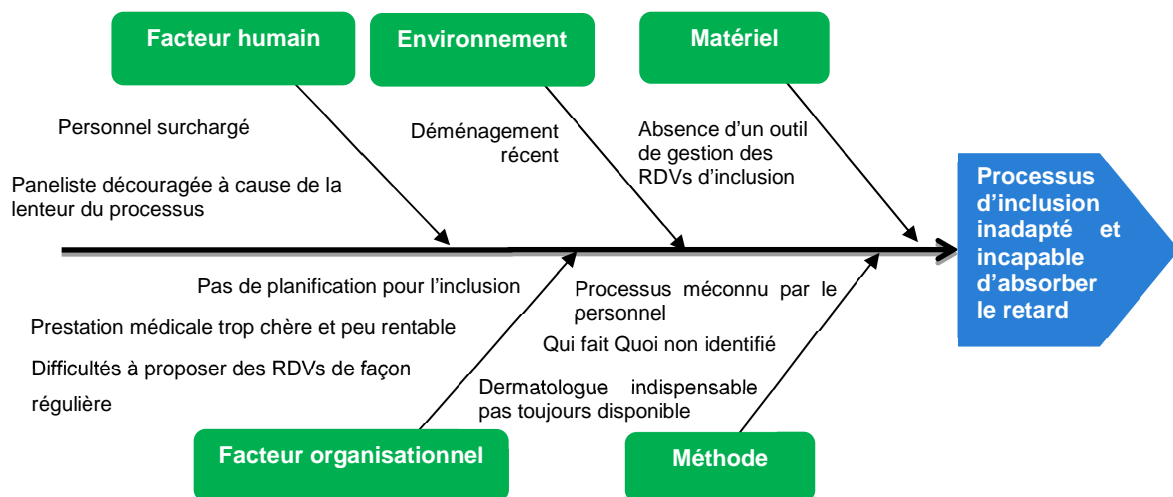 Facteur humain
Environnement
Matériel
Personnel surchargé
Paneliste découragée à cause de la
lenteur du processus
Déménagement
récent
Absence d’un outil
de gestion des
RDVs d’inclusion
Processus
d’inclusion
inadapté et
incapable
d’absorber
le retard
Pas de planification pour l’inclusion
Prestation médicale trop chère et peu rentable
Difficultés à proposer des RDVs de façon
régulière
Processus méconnu par le
personnel
Qui fait Quoi non identifié
Dermatologue indispensable
pas toujours disponible
Facteur organisationnel
Méthode